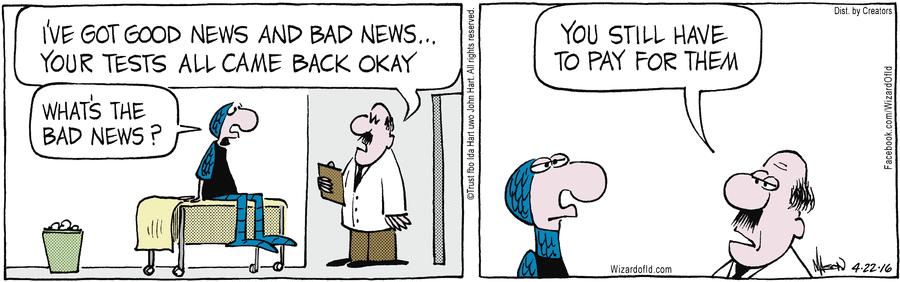 I'VE GOT GOOD NEWS AND BAD NEWS...
YOUR TESTS ALL CAME BACK OKAY
WHAT'S THE
BAD NEWS?
©Trust fbo Ida Hart uwo John Hart. All rights reserved.
YOU STILL HAVE
TO PAY FOR THEM
Dist. by Creators
Facebook.com/WizardOfId
WizardofId.com
MASON 4-22-16